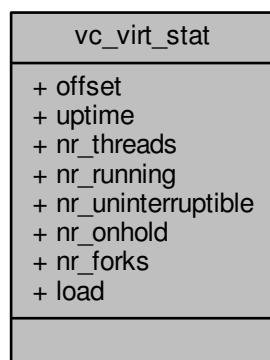 vc_virt_stat
+ offset
+ uptime
+ nr_threads
+ nr_running
+ nr_uninterruptible
+ nr_onhold
+ nr_forks
+ load